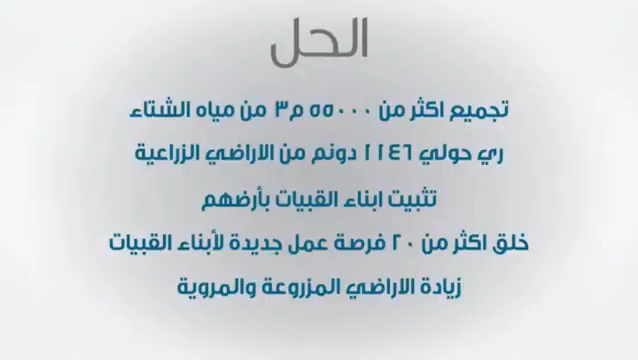 الحل
تجميع اكثر من ٥٥٠٠٠ م٣ من مياه الشتاء
ري حولي ١١٤٦ دونم من الاراضي الزراعية
تثبيت ابناء القبيات بأرضهم
خلق اكثر من ٢٠ فرصة عمل جديدة لأبناء القبيات
زيادة الاراضي المزروعة والمروية